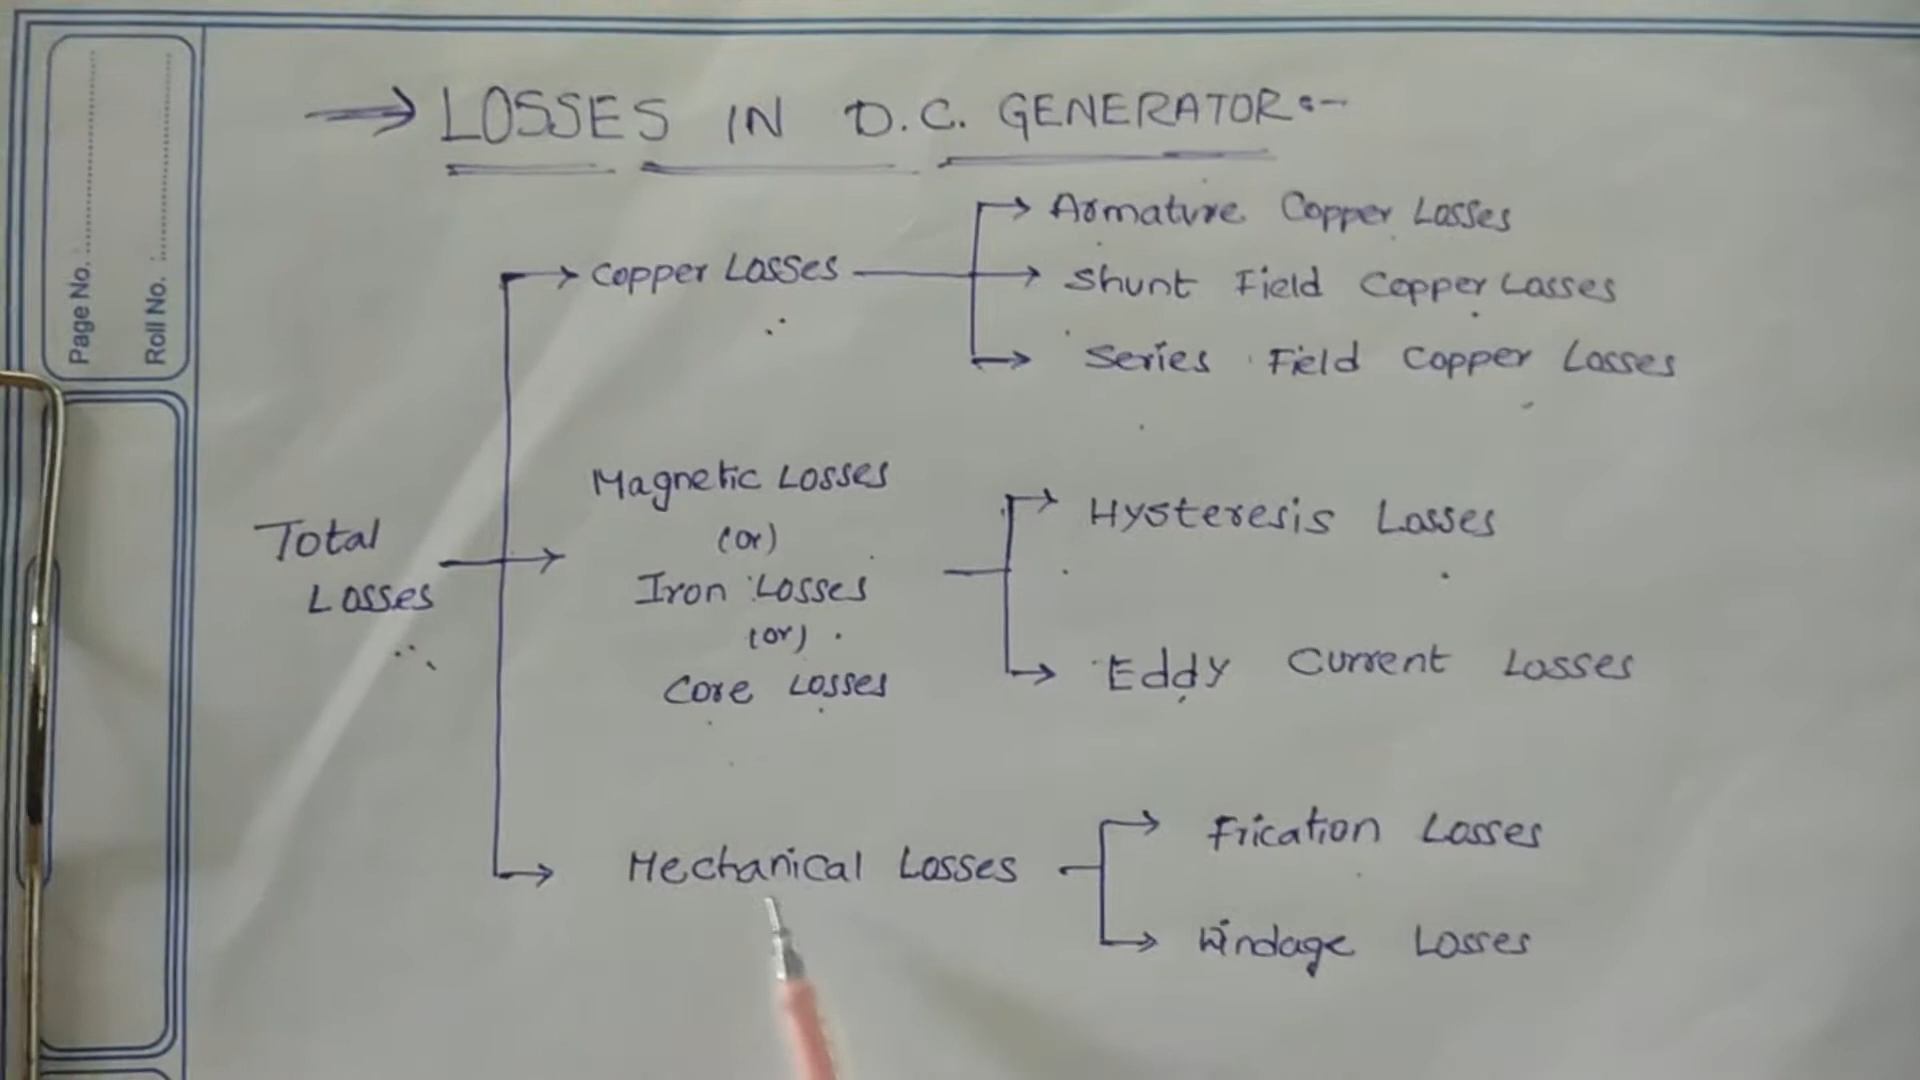 LOSSES IN D.C. GENERATOR:-
Page No. :
Roll No. :
Armature Copper Losses
Copper Losses
Shunt Field Copper Losses
Series Field Copper Losses
Magnetic Losses
(or)
Iron Losses
(or)
Core Losses
Hysteresis Losses
Total
Losses
Eddy Current Losses
Frication Losses
Mechanical Losses
Windage Losses